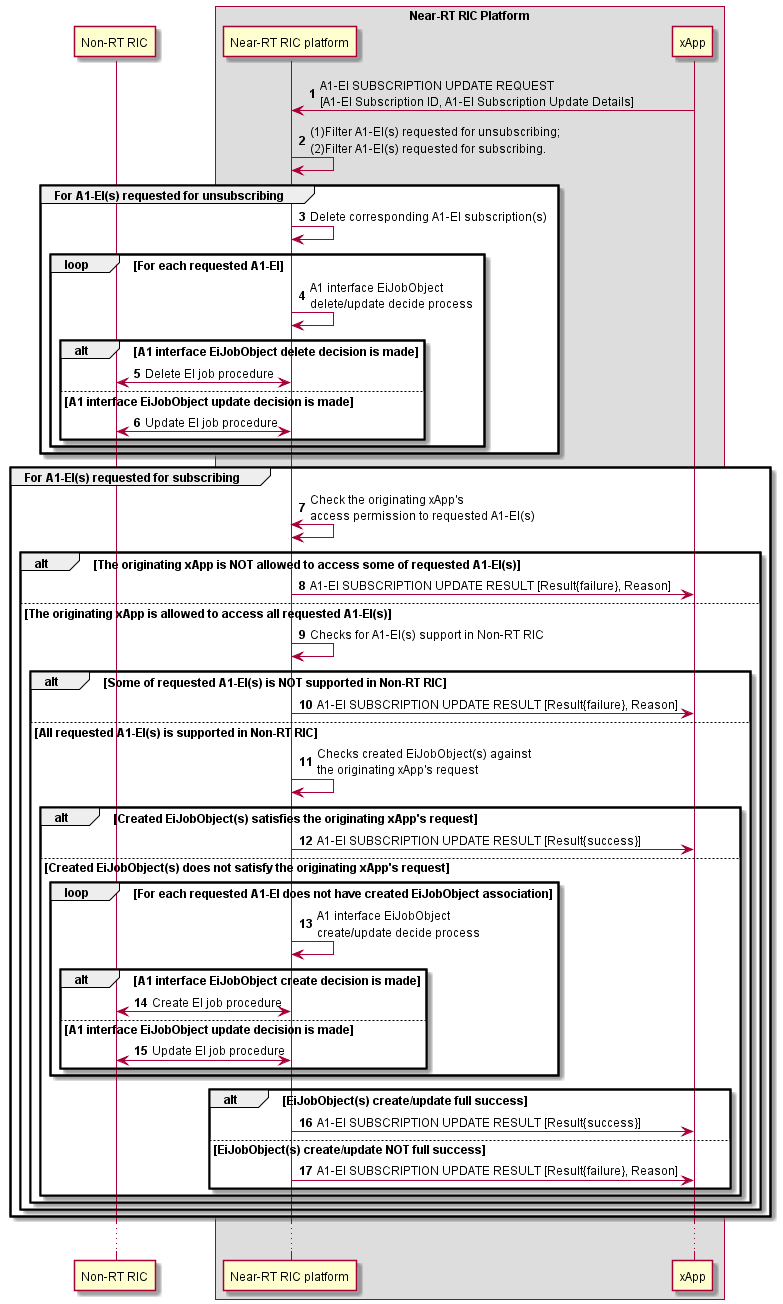 Near-RT RIC Platform
Non-RT RIC
Near-RT RIC platform
xApp
1 A1-EI SUBSCRIPTION UPDATE REQUEST
[A1-EI Subscription ID, A1-EI Subscription Update Details]
2 (1)Filter A1-EI(s) requested for unsubscribing;
(2)Filter A1-EI(s) requested for subscribing.
For A1-EI(s) requested for unsubscribing
3 Delete corresponding A1-EI subscription(s)
loop [For each requested A1-EI]
4 A1 interface EiJobObject
delete/update decide process
alt [A1 interface EiJobObject delete decision is made]
5 Delete EI job procedure
[A1 interface EiJobObject update decision is made]
6 Update EI job procedure
For A1-EI(s) requested for subscribing
7 Check the originating xApp's
access permission to requested A1-EI(s)
alt [The originating xApp is NOT allowed to access some of requested A1-EI(s)]
8 A1-EI SUBSCRIPTION UPDATE RESULT [Result{failure}, Reason]
[The originating xApp is allowed to access all requested A1-EI(s)]
9 Checks for A1-EI(s) support in Non-RT RIC
alt [Some of requested A1-EI(s) is NOT supported in Non-RT RIC]
10 A1-EI SUBSCRIPTION UPDATE RESULT [Result{failure}, Reason]
[All requested A1-EI(s) is supported in Non-RT RIC]
11 Checks created EiJobObject(s) against
the originating xApp's request
alt [Created EiJobObject(s) satisfies the originating xApp's request]
12 A1-EI SUBSCRIPTION UPDATE RESULT [Result{success}]
[Created EiJobObject(s) does not satisfy the originating xApp's request]
loop [For each requested A1-EI does not have created EiJobObject association]
13 A1 interface EiJobObject
create/update decide process
alt [A1 interface EiJobObject create decision is made]
14 Create EI job procedure
[A1 interface EiJobObject update decision is made]
15 Update EI job procedure
alt [EiJobObject(s) create/update full success]
16 A1-EI SUBSCRIPTION UPDATE RESULT [Result{success}]
[EiJobObject(s) create/update NOT full success]
17 A1-EI SUBSCRIPTION UPDATE RESULT [Result{failure}, Reason]
Non-RT RIC
Near-RT RIC platform
xApp